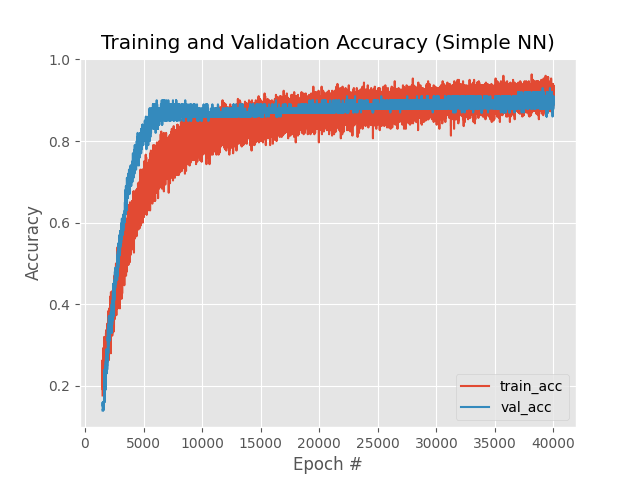 Training and Validation Accuracy (Simple NN)
1.0
0.8
0.6
0.4
0.2
Accuracy
train_acc
val_acc
0 5000 10000 15000 20000 25000 30000 35000 40000
Epoch #